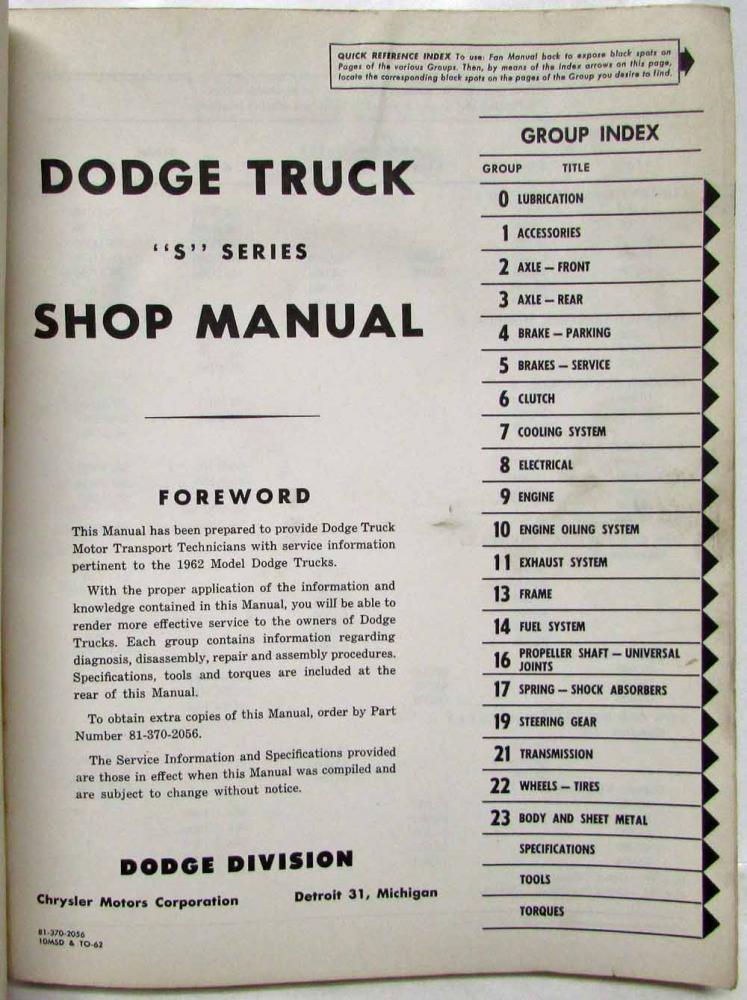 QUICK REFERENCE INDEX To use: Fan Manual back to expose black spots on
Pages of the various Groups. Then, by means of the Index arrows on this page,
locate the corresponding black spots on the pages of the Group you desire to find.
DODGE TRUCK
“S” SERIES
SHOP MANUAL
FOREWORD
This Manual has been prepared to provide Dodge Truck
Motor Transport Technicians with service information
pertinent to the 1962 Model Dodge Trucks.
With the proper application of the information and
knowledge contained in this Manual, you will be able to
render more effective service to the owners of Dodge
Trucks. Each group contains information regarding
diagnosis, disassembly, repair and assembly procedures.
Specifications, tools and torques are included at the
rear of this Manual.
To obtain extra copies of this Manual, order by Part
Number 81-370-2056.
The Service Information and Specifications provided
are those in effect when this Manual was compiled and
are subject to change without notice.
DODGE DIVISION
Chrysler Motors Corporation Detroit 31, Michigan
81-370-2056
10MSD & TO-62
GROUP INDEX
GROUP TITLE
0 LUBRICATION
1 ACCESSORIES
2 AXLE — FRONT
3 AXLE — REAR
4 BRAKE — PARKING
5 BRAKES — SERVICE
6 CLUTCH
7 COOLING SYSTEM
8 ELECTRICAL
9 ENGINE
10 ENGINE OILING SYSTEM
11 EXHAUST SYSTEM
13 FRAME
14 FUEL SYSTEM
16 PROPELLER SHAFT — UNIVERSAL
JOINTS
17 SPRING — SHOCK ABSORBERS
19 STEERING GEAR
21 TRANSMISSION
22 WHEELS — TIRES
23 BODY AND SHEET METAL
SPECIFICATIONS
TOOLS
TORQUES